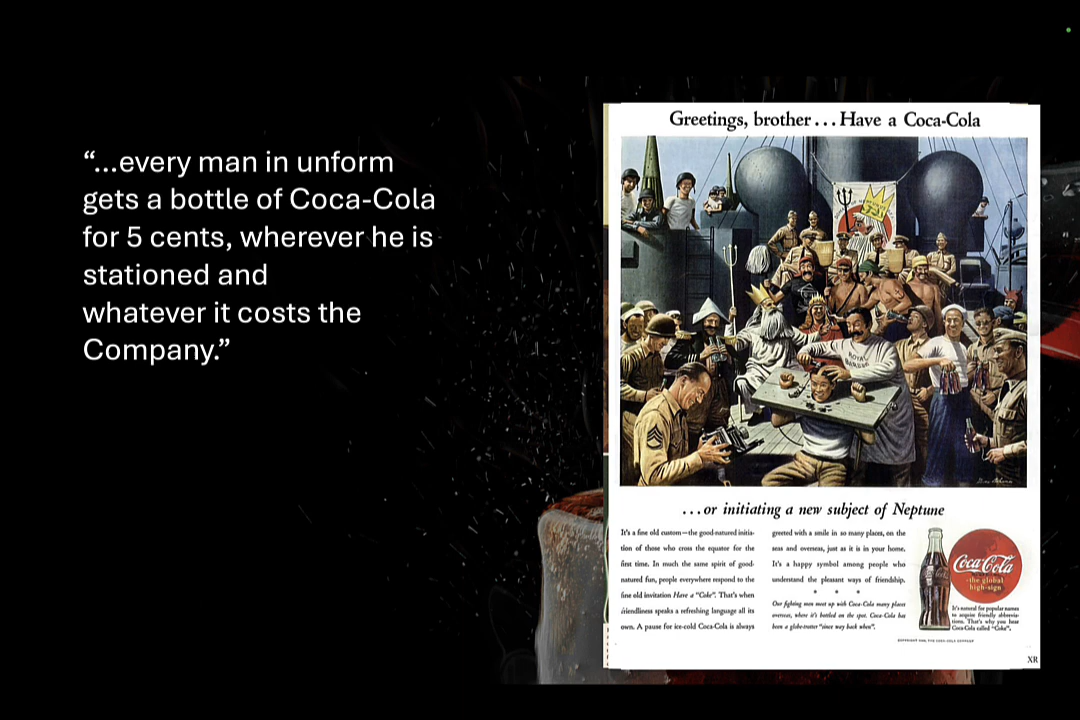 “...every man in unform
gets a bottle of Coca-Cola
for 5 cents, wherever he is
stationed and
whatever it costs the
Company.”
Greetings, brother...Have a Coca-Cola
ROYAL
BARBER
...or initiating a new subject of Neptune
It's a fine old custom—the good-natured initia-
tion of those who cross the equator for the
first time. In much the same spirit of good-
natured fun, people everywhere respond to the
fine old invitation Have a "Coke". That's when
friendliness speaks a refreshing language all its
own. A pause for ice-cold Coca-Cola is always
greeted with a smile in so many places, on the
seas and overseas, just as it is in your home.
It's a happy symbol among people who
understand the pleasant ways of friendship.
* * *
Our fighting men meet up with Coca-Cola many places
overseas, where it's bottled on the spot. Coca-Cola has
been a globe-trotter "since way back when".
Coca-Cola
-the global
high-sign
It's natural for popular names
to acquire friendly abbrevia-
tions. That's why you hear
Coca-Cola called "Coke".
THE COCA-COLA COMPANY
XR